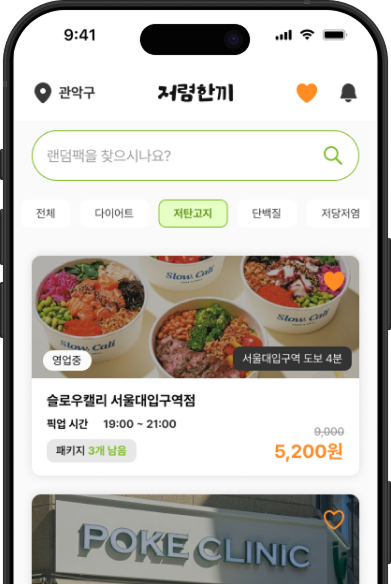 9:41
관악구
저렴한끼
랜덤팩을 찾으시나요?
전체 다이어트 저탄고지 단백질 저당저염
Slow Cali Slow Cali
Slow Cali
영업중 서울대입구역 도보 4분
슬로우캘리 서울대입구역점
픽업 시간 19:00 ~ 21:00
9,000
패키지 3개 남음 5,200원
POKE CLINIC